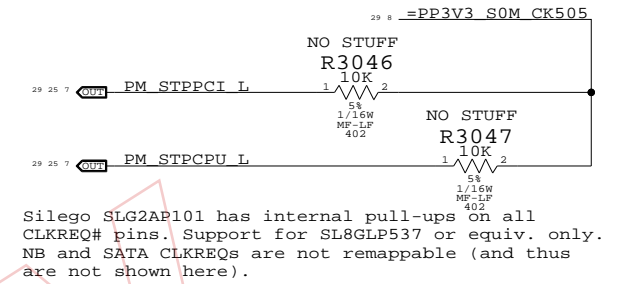 29 8 =PP3V3_S0M_CK505
NO STUFF
R3046
10K
29 25 7 OUT PM_STPPCI_L 1 2
5%
1/16W
MF-LF
402
NO STUFF
R3047
10K
29 25 7 OUT PM_STPCPU_L 1 2
5%
1/16W
MF-LF
402
Silego SLG2AP101 has internal pull-ups on all
CLKREQ# pins. Support for SL8GLP537 or equiv. only.
NB and SATA CLKREQs are not remappable (and thus
are not shown here).